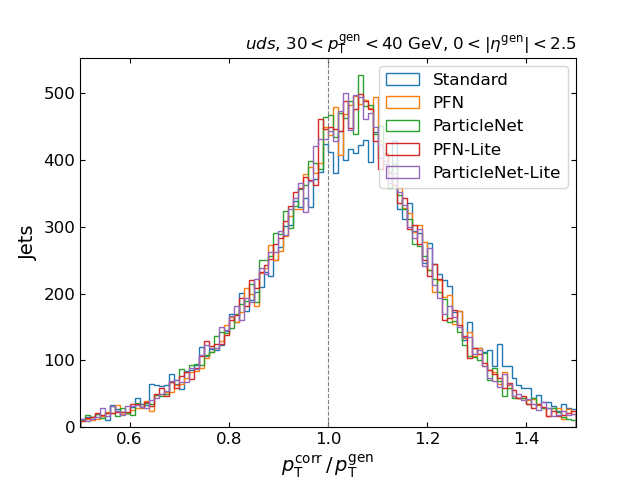 uds, 30 < p_T^gen < 40 GeV, 0 < |η^gen| < 2.5
Standard
PFN
ParticleNet
PFN-Lite
ParticleNet-Lite
Jets
500
400
300
200
100
0
0.6 0.8 1.0 1.2 1.4
p_T^corr / p_T^gen